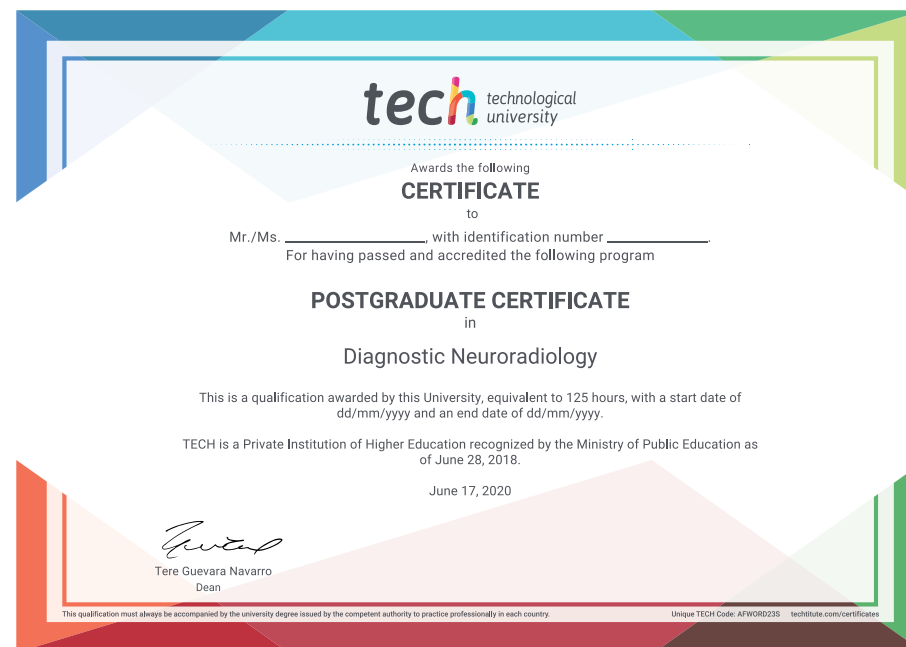 tech technological
university
Awards the following
CERTIFICATE
to
Mr./Ms. ____________________, with identification number ______________.
For having passed and accredited the following program
POSTGRADUATE CERTIFICATE
in
Diagnostic Neuroradiology
This is a qualification awarded by this University, equivalent to 125 hours, with a start date of
dd/mm/yyyy and an end date of dd/mm/yyyy.
TECH is a Private Institution of Higher Education recognized by the Ministry of Public Education as
of June 28, 2018.
June 17, 2020
Tere Guevara Navarro
Dean
This qualification must always be accompanied by the university degree issued by the competent authority to practice professionally in each country. Unique TECH Code: AFWORD23S techtitute.com/certificates